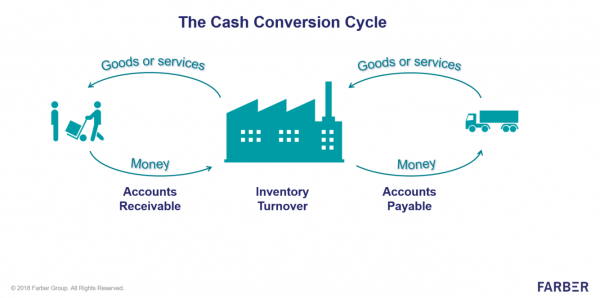 The Cash Conversion Cycle
Goods or services
Goods or services
Money
Money
Accounts
Receivable
Inventory
Turnover
Accounts
Payable
© 2018 Farber Group. All Rights Reserved.
FARBER